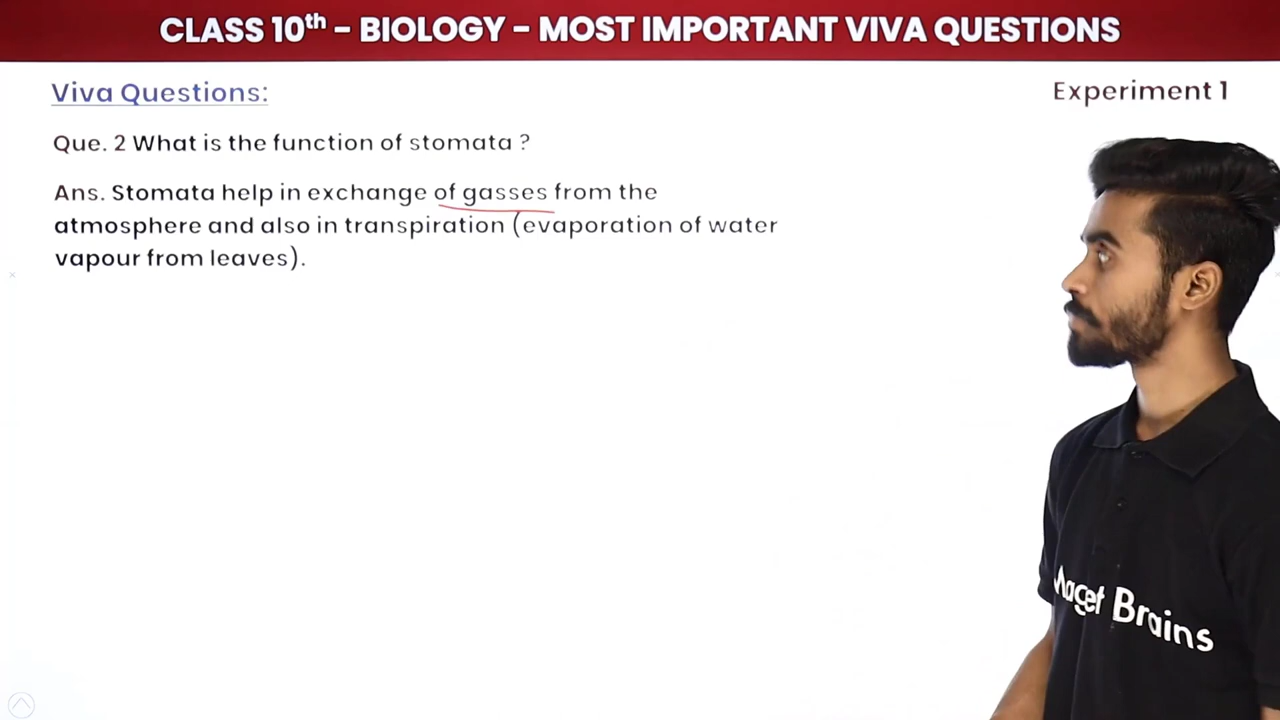 CLASS 10th – BIOLOGY – MOST IMPORTANT VIVA QUESTIONS
Viva Questions:
Experiment 1
Que. 2 What is the function of stomata ?
Ans. Stomata help in exchange of gasses from the
atmosphere and also in transpiration (evaporation of water
vapour from leaves).
Magnet Brains